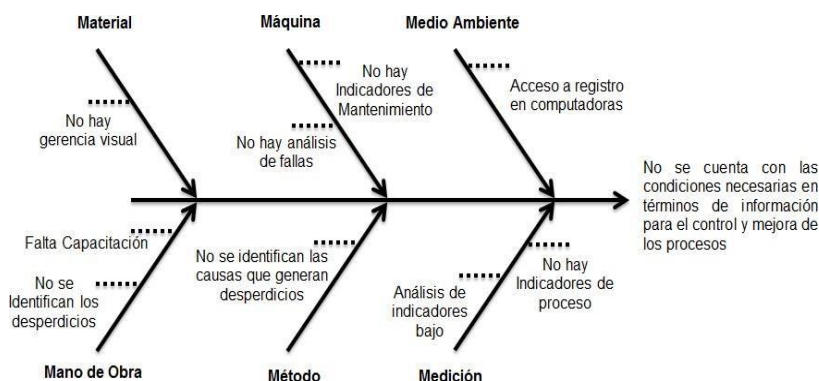 Material
Máquina
Medio Ambiente
No hay
Indicadores de
Mantenimiento
Acceso a registro
en computadoras
No hay
gerencia visual
No hay análisis
de fallas
No se cuenta con las
condiciones necesarias en
términos de información
para el control y mejora de
los procesos
Falta Capacitación
No se identifican las
causas que generan
desperdicios
No se
Identifican los
desperdicios
Análisis de
indicadores
bajo
No hay
Indicadores de
proceso
Mano de Obra
Método
Medición